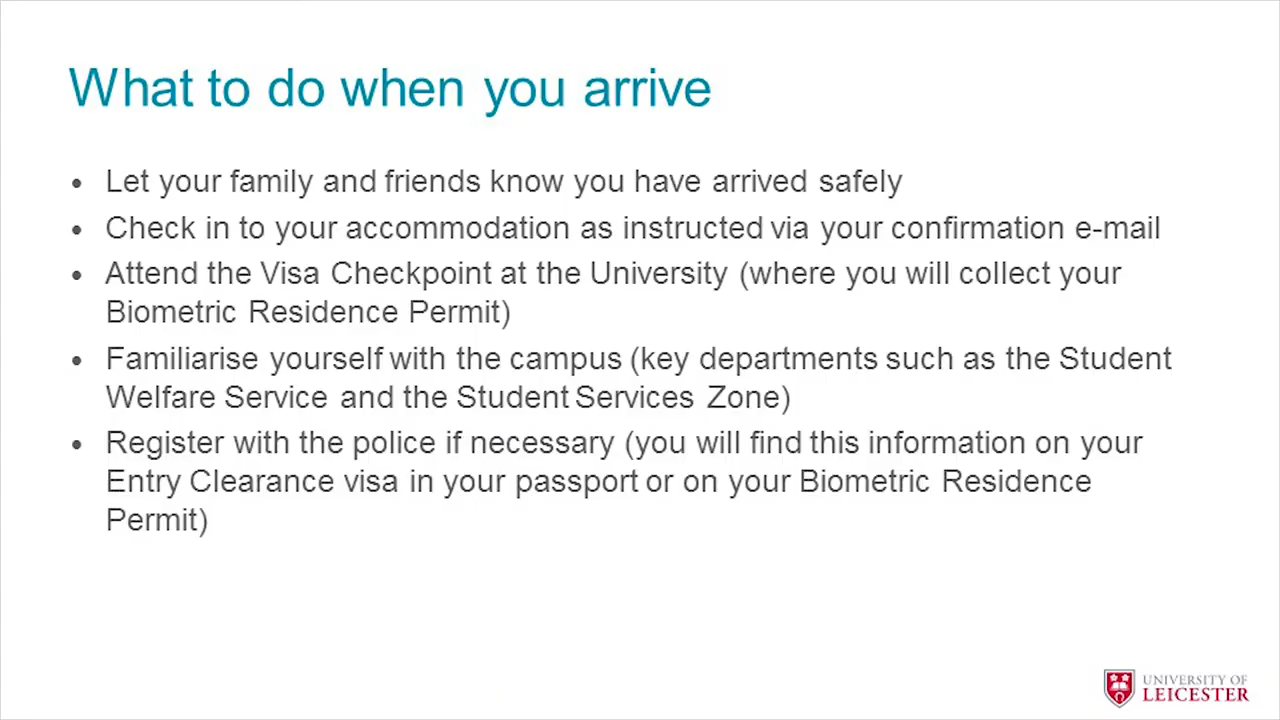 What to do when you arrive
• Let your family and friends know you have arrived safely
• Check in to your accommodation as instructed via your confirmation e-mail
• Attend the Visa Checkpoint at the University (where you will collect your
Biometric Residence Permit)
• Familiarise yourself with the campus (key departments such as the Student
Welfare Service and the Student Services Zone)
• Register with the police if necessary (you will find this information on your
Entry Clearance visa in your passport or on your Biometric Residence
Permit)
UNIVERSITY OF
LEICESTER